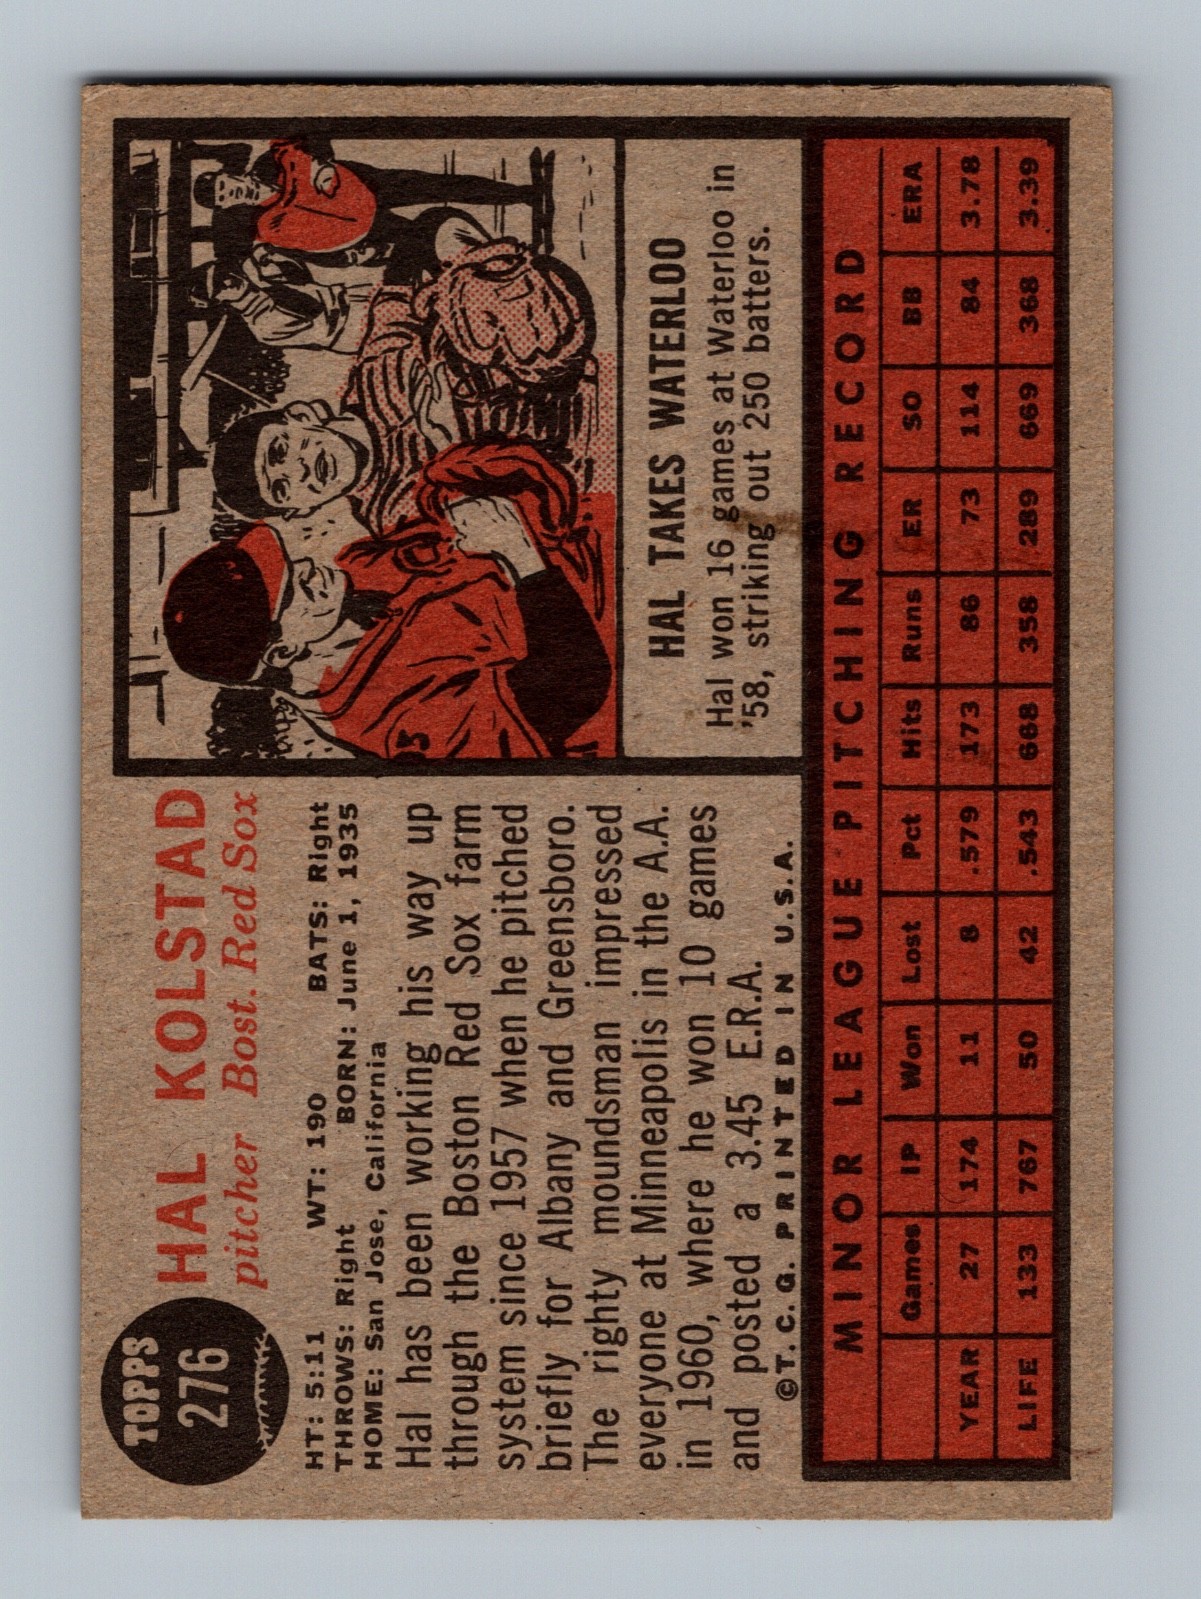 TOPPS
276
HAL KOLSTAD
pitcher Bost. Red Sox
HT: 5:11 WT: 190 BATS: Right
THROWS: Right BORN: June 1, 1935
HOME: San Jose, California
Hal has been working his way up
through the Boston Red Sox farm
system since 1957 when he pitched
briefly for Albany and Greensboro.
The righty moundsman impressed
everyone at Minneapolis in the A.A.
in 1960, where he won 10 games
and posted a 3.45 E.R.A.
©T.C.G. PRINTED IN U.S.A.
HAL TAKES WATERLOO
Hal won 16 games at Waterloo in
'58, striking out 250 batters.
MINOR LEAGUE PITCHING RECORD
Games IP Won Lost Pct Hits Runs ER SO BB ERA
YEAR 27 174 11 8 .579 173 86 73 114 84 3.78
LIFE 133 767 50 42 .543 668 358 289 669 368 3.39